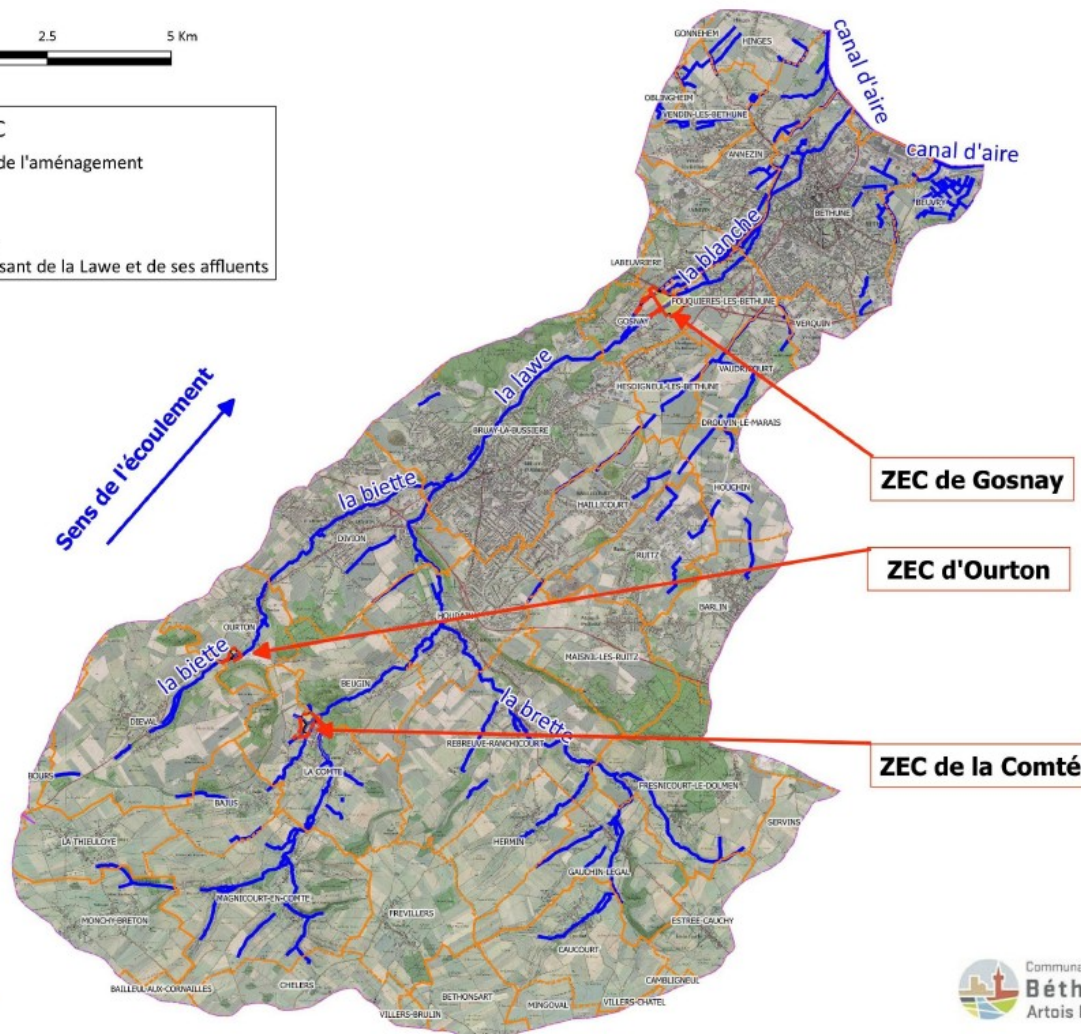 2.5
5 Km
de l'aménagement
sant de la Lawe et de ses affluents
Sens de l'écoulement
GONNEHEM
HINGES
canal d'aire
OBLINGHEM
VENDIN-LES-BETHUNE
canal d'aire
ANNEZIN
BEUVRY
BETHUNE
LABEUVRIERE
la blanche
FOUQUIERES-LES-BETHUNE
GOSNAY
VERQUIN
la lawe
VAUDRICOURT
HESDIGNEUL-LES-BETHUNE
DROUVIN-LE-MARAIS
BRUAY-LA-BUSSIERE
ZEC de Gosnay
la biette
HOUCHIN
HAILLICOURT
DIVION
RUITZ
ZEC d'Ourton
BARLIN
HOUDAIN
OURTON
MAISNIL-LES-RUITZ
la biette
BEUGIN
la brette
DIEVAL
REBREUVE-RANCHICOURT
ZEC de la Comté
LA COMTE
BOURS
FRESNICOURT-LE-DOLMEN
BAJUS
SERVINS
LA-THIEULOYE
HERMIN
GAUCHIN-LEGAL
MAGNICOURT-EN-COMTE
FREVILLERS
MONCHY-BRETON
ESTREE-CAUCHY
CAUCOURT
CAMBLIGNEUL
CHELERS
BAILLEUL-AUX-CORNAILLES
BETHONSART
VILLERS-CHATEL
MINGOVAL
VILLERS-BRULIN
Communa
Béth
Artois